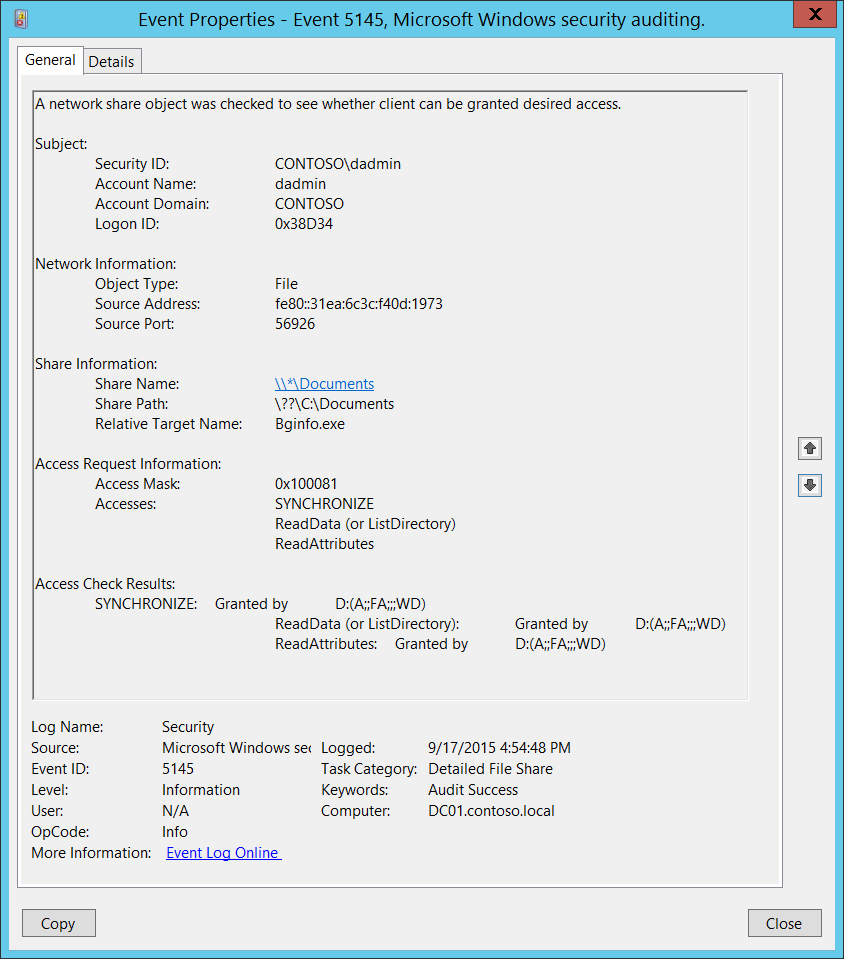 Event Properties - Event 5145, Microsoft Windows security auditing.
X
General Details
A network share object was checked to see whether client can be granted desired access.
Subject:
Security ID: CONTOSO\dadmin
Account Name: dadmin
Account Domain: CONTOSO
Logon ID: 0x38D34
Network Information:
Object Type: File
Source Address: fe80::31ea:6c3c:f40d:1973
Source Port: 56926
Share Information:
Share Name: \\*\Documents
Share Path: \??\C:\Documents
Relative Target Name: Bginfo.exe
Access Request Information:
Access Mask: 0x100081
Accesses: SYNCHRONIZE
ReadData (or ListDirectory)
ReadAttributes
Access Check Results:
SYNCHRONIZE: Granted by D:(A;;FA;;;WD)
ReadData (or ListDirectory): Granted by D:(A;;FA;;;WD)
ReadAttributes: Granted by D:(A;;FA;;;WD)
Log Name: Security
Source: Microsoft Windows sec Logged: 9/17/2015 4:54:48 PM
Event ID: 5145 Task Category: Detailed File Share
Level: Information Keywords: Audit Success
User: N/A Computer: DC01.contoso.local
OpCode: Info
More Information: Event Log Online
Copy Close